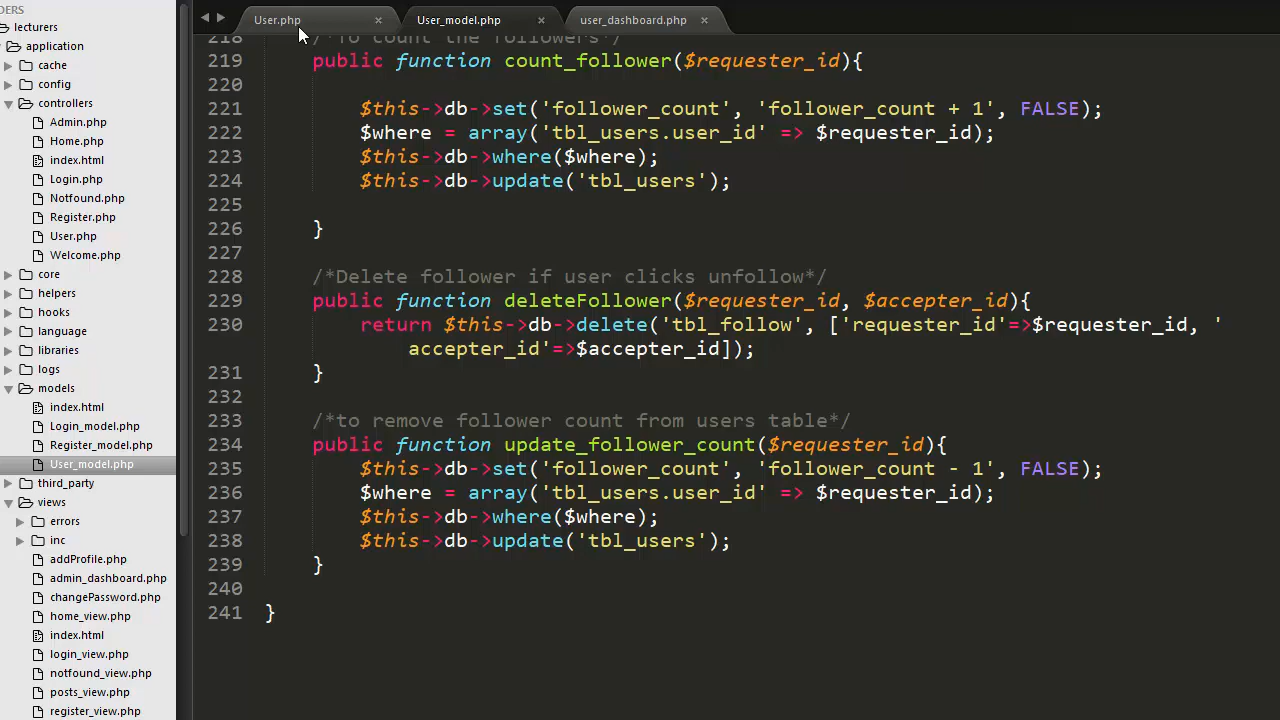 DERS
lecturers
application
cache
config
controllers
Admin.php
Home.php
index.html
Login.php
Notfound.php
Register.php
User.php
Welcome.php
core
helpers
hooks
language
libraries
logs
models
index.html
Login_model.php
Register_model.php
User_model.php
third_party
views
errors
inc
addProfile.php
admin_dashboard.php
changePassword.php
home_view.php
index.html
login_view.php
notfound_view.php
posts_view.php
register_view.php
User.php × User_model.php × user_dashboard.php ×
218 /*To count the followers*/
219 public function count_follower($requester_id){
220
221 $this->db->set('follower_count', 'follower_count + 1', FALSE);
222 $where = array('tbl_users.user_id' => $requester_id);
223 $this->db->where($where);
224 $this->db->update('tbl_users');
225
226 }
227
228 /*Delete follower if user clicks unfollow*/
229 public function deleteFollower($requester_id, $accepter_id){
230 return $this->db->delete('tbl_follow', ['requester_id'=>$requester_id, '
accepter_id'=>$accepter_id]);
231 }
232
233 /*to remove follower count from users table*/
234 public function update_follower_count($requester_id){
235 $this->db->set('follower_count', 'follower_count - 1', FALSE);
236 $where = array('tbl_users.user_id' => $requester_id);
237 $this->db->where($where);
238 $this->db->update('tbl_users');
239 }
240
241 }